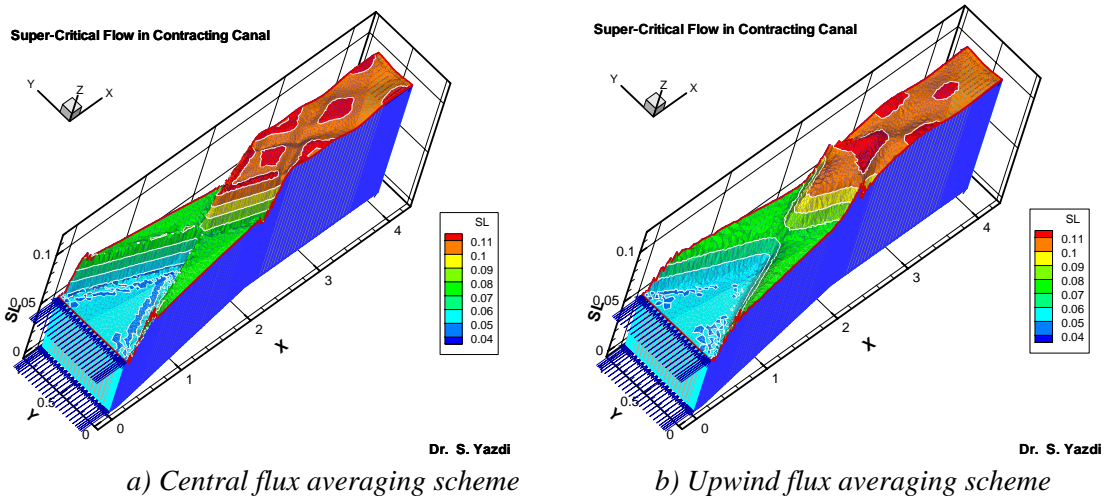 Super-Critical Flow in Contracting Canal
Y
Z
X
0.1
0.05
0
SL
0.5
0
Y
0
1
2
3
4
X
SL
0.11
0.1
0.09
0.08
0.07
0.06
0.05
0.04
Dr. S. Yazdi
a) Central flux averaging scheme
Super-Critical Flow in Contracting Canal
Y
Z
X
0.1
0.05
0
SL
0.5
0
Y
0
1
2
3
4
X
SL
0.11
0.1
0.09
0.08
0.07
0.06
0.05
0.04
Dr. S. Yazdi
b) Upwind flux averaging scheme